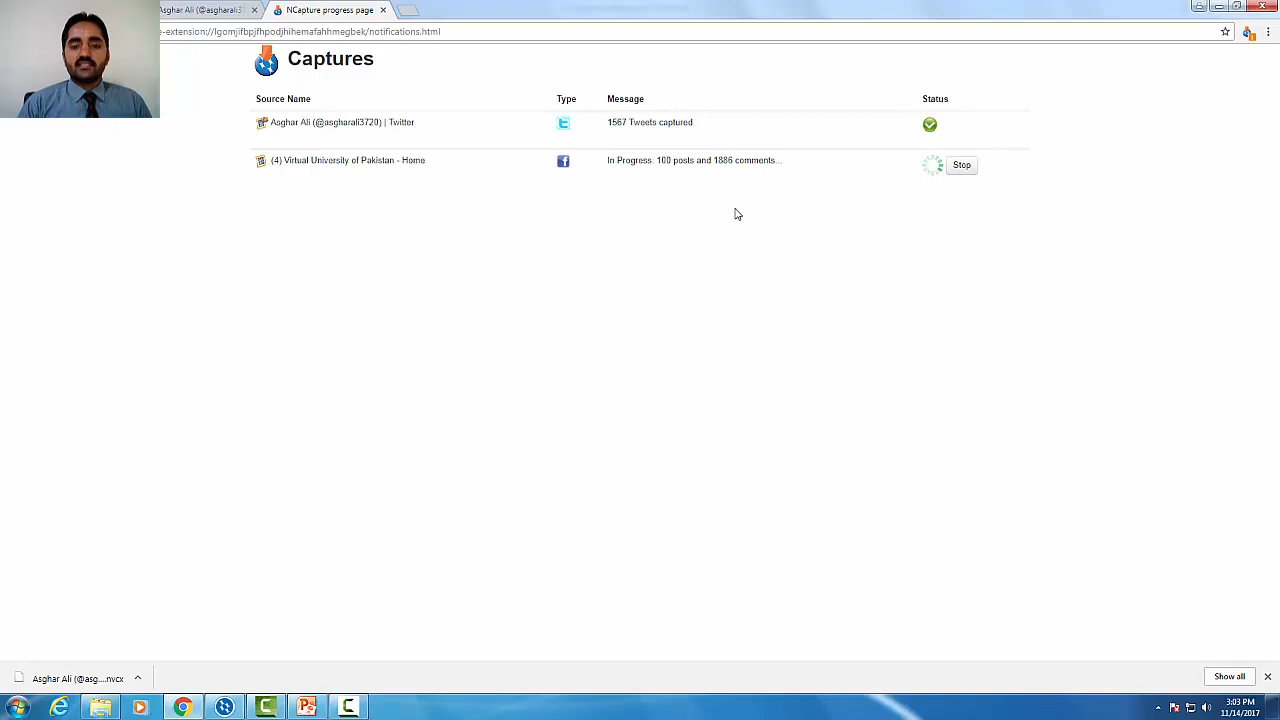 Asghar Ali (@asgharali37
NCapture progress page
e-extension://lgomjifbpjfhpodjhihemafahhmegbek/notifications.html
Captures
Source Name Type Message Status
Asghar Ali (@asgharali3720) | Twitter 1567 Tweets captured
(4) Virtual University of Pakistan - Home In Progress: 100 posts and 1886 comments... Stop
Asghar Ali (@asg....nvcx
Show all
3:03 PM
11/14/2017